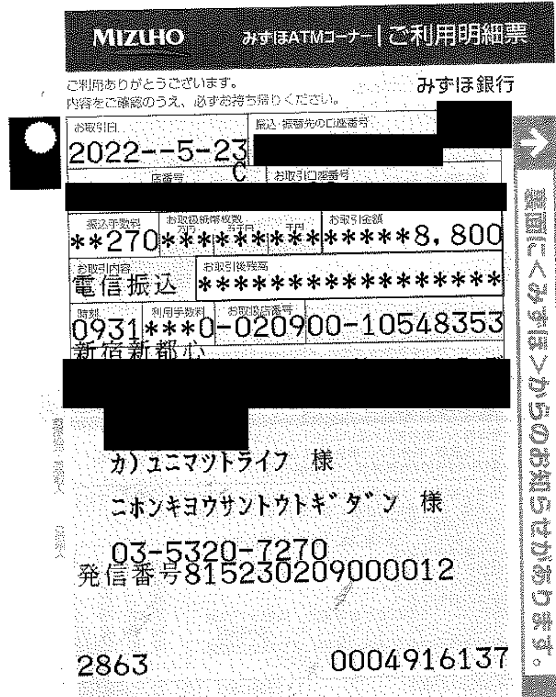 MIZUHO みずほATMコーナー ご利用明細票
ご利用ありがとうございます。
内容をご確認のうえ、必ずお持ち帰りください。
みずほ銀行
お取引日 振込・振替先の口座番号
2022--5-23
C
店番号 お取引口座番号
振込手数料 お取扱紙幣枚数 お取引金額
万円 五千円 千円
**270***********8,800
お取引内容 お取引後残高
電信振込 *****************
時刻 利用手数料 お取扱店番号
0931***0-020900-10548353
新宿新都心
カ)ユニマツトライフ 様
ニホンキヨウサントウトギダン 様
03-5320-7270
発信番号815230209000012
2863 0004916137
裏面に<みずほ>からのお知らせがあります。